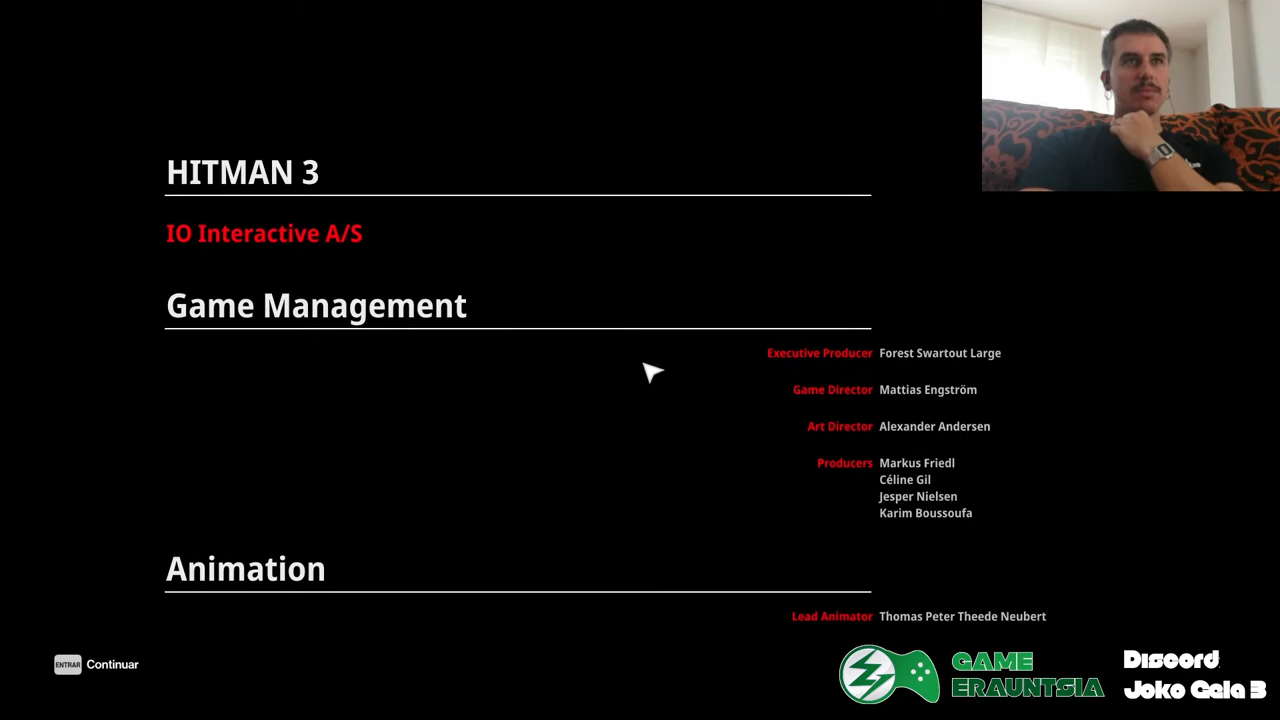 HITMAN 3
IO Interactive A/S
Game Management
Executive Producer Forest Swartout Large
Game Director Mattias Engström
Art Director Alexander Andersen
Producers Markus Friedl
Céline Gil
Jesper Nielsen
Karim Boussoufa
Animation
Lead Animator Thomas Peter Theede Neubert
ENTRAR Continuar
GAME
ERAUNTSIA
Discord
Joko Gela 3